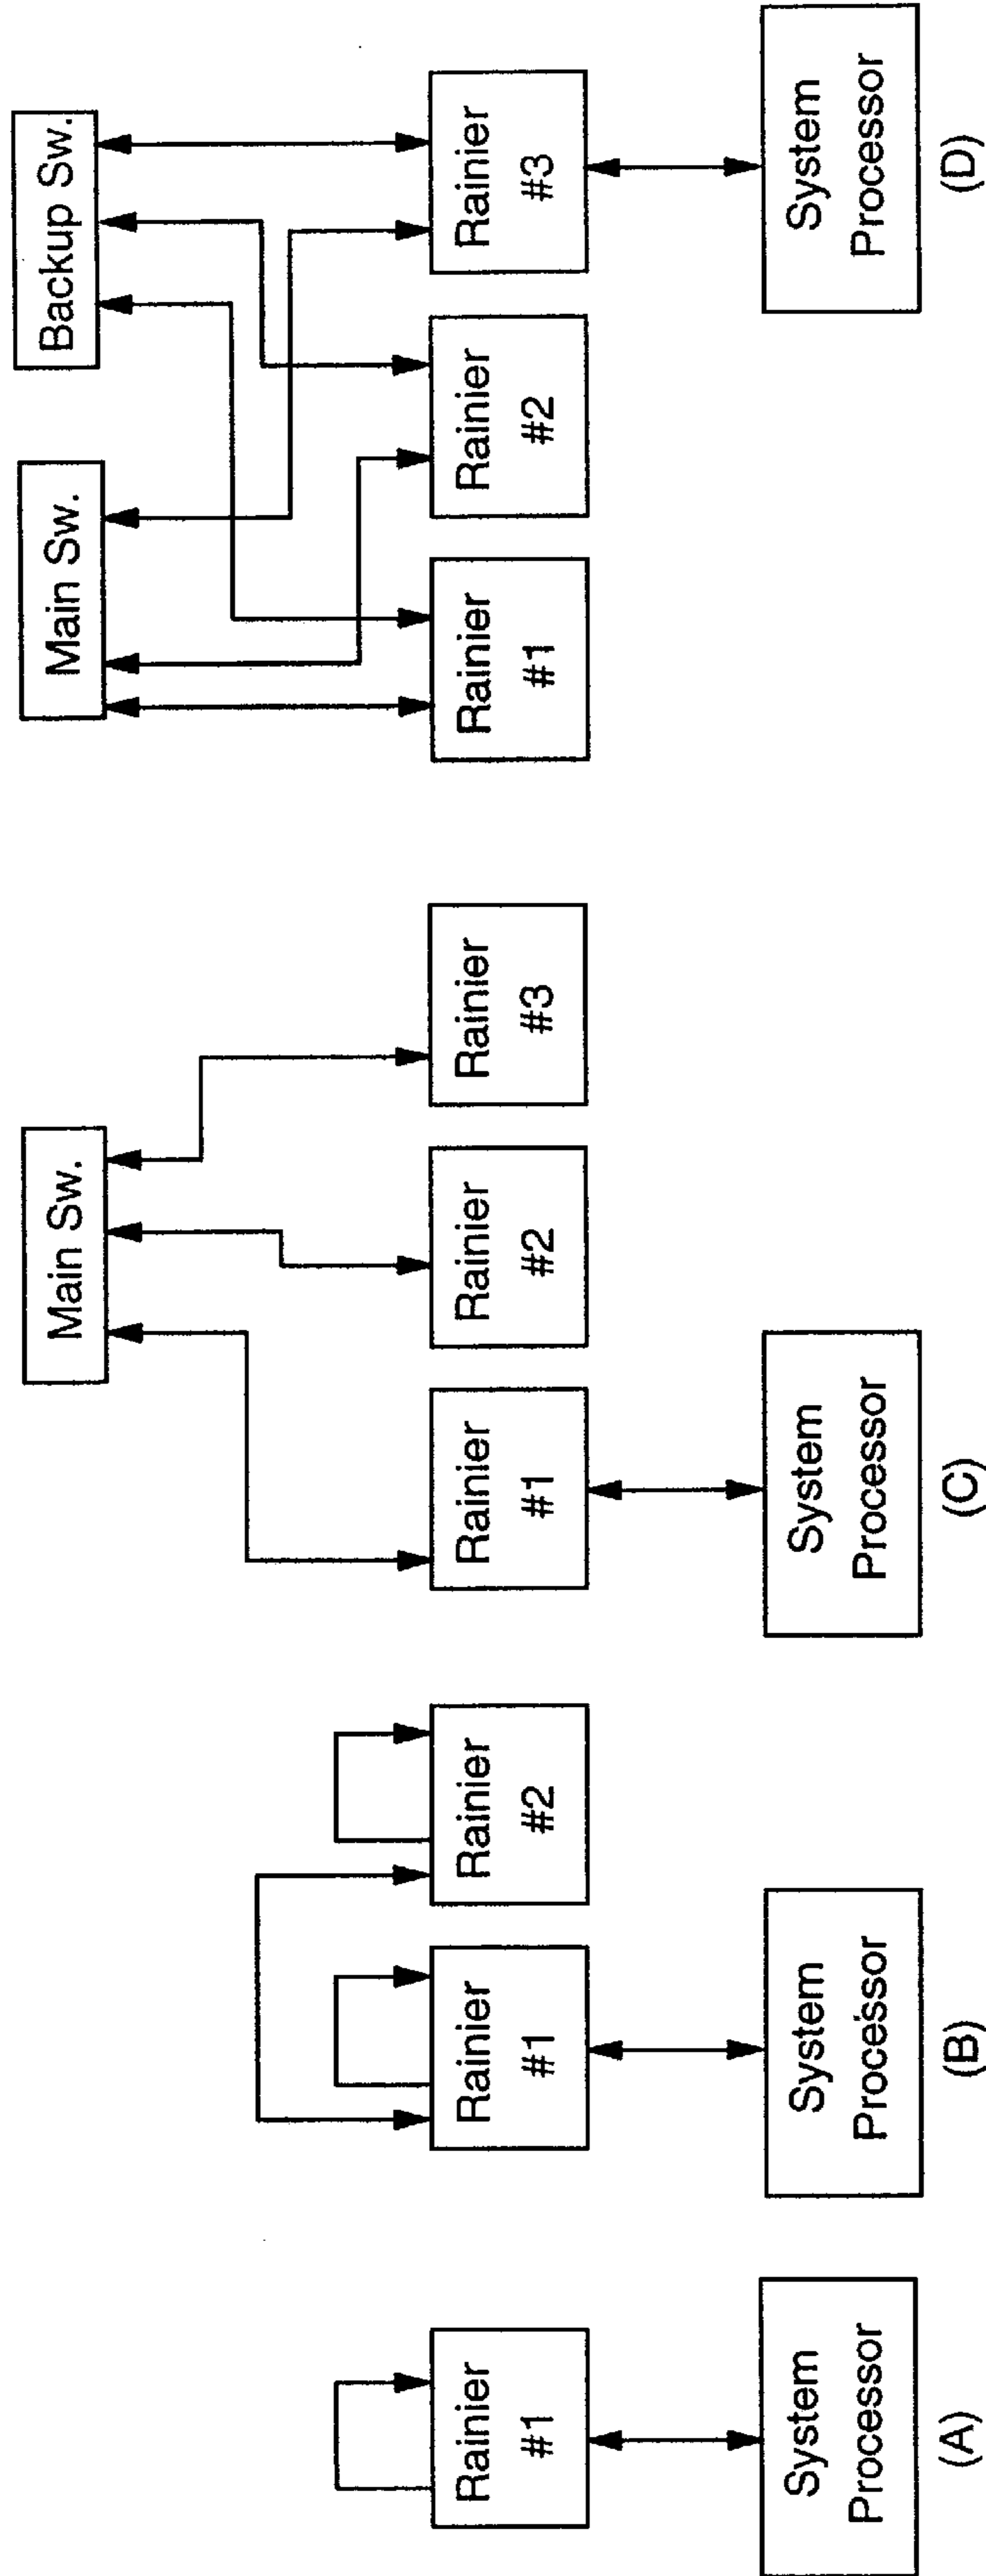 Rainier
#1
System
Processor
(A)
Rainier
#1
Rainier
#2
System
Processor
(B)
Main Sw.
Rainier
#1
Rainier
#2
Rainier
#3
System
Processor
(C)
Main Sw.
Backup Sw.
Rainier
#1
Rainier
#2
Rainier
#3
System
Processor
(D)